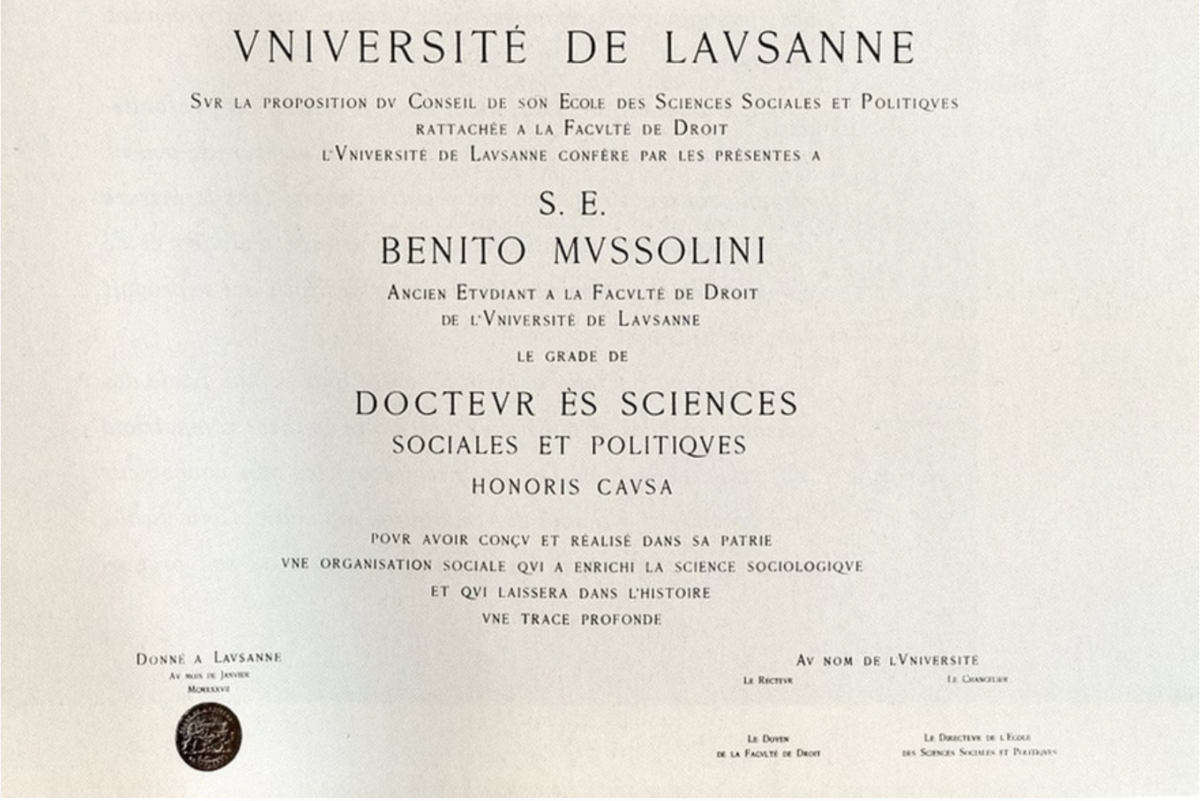 VNIVERSITÉ DE LAVSANNE
SVR LA PROPOSITION DV CONSEIL DE SON ECOLE DES SCIENCES SOCIALES ET POLITIQVES
RATTACHÉE A LA FACVLTÉ DE DROIT
L'VNIVERSITÉ DE LAVSANNE CONFÈRE PAR LES PRÉSENTES A
S. E.
BENITO MVSSOLINI
ANCIEN ETVDIANT A LA FACVLTÉ DE DROIT
DE L'VNIVERSITÉ DE LAVSANNE
LE GRADE DE
DOCTEVR ÈS SCIENCES
SOCIALES ET POLITIQVES
HONORIS CAVSA
POVR AVOIR CONÇV ET RÉALISÉ DANS SA PATRIE
VNE ORGANISATION SOCIALE QVI A ENRICHI LA SCIENCE SOCIOLOGIQVE
ET QVI LAISSERA DANS L'HISTOIRE
VNE TRACE PROFONDE
DONNÉ A LAVSANNE
AV MOIS DE JANVIER
MCMXXXVII
AV NOM DE L'VNIVERSITÉ
LE RECTEVR LE CHANCELIER
LE DOYEN LE DIRECTEVR DE L'ECOLE
DE LA FACVLTÉ DE DROIT DES SCIENCES SOCIALES ET POLITIQVES